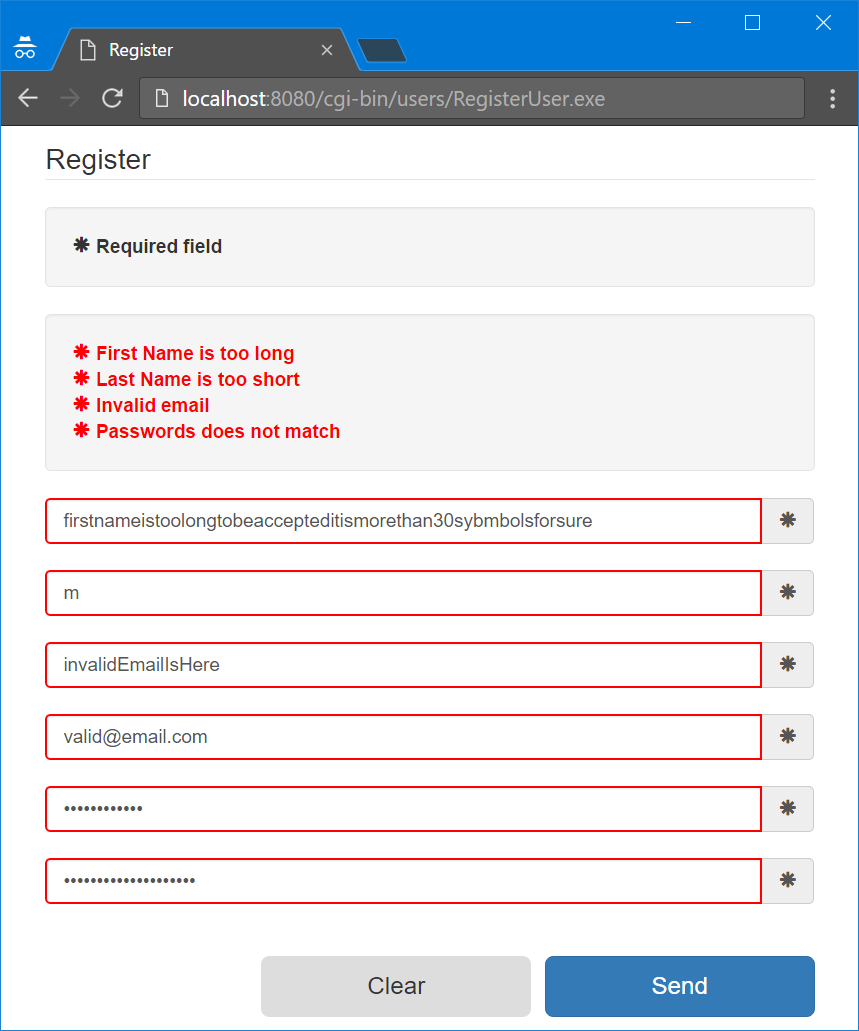 Register
localhost:8080/cgi-bin/users/RegisterUser.exe
Register
✱ Required field
✱ First Name is too long
✱ Last Name is too short
✱ Invalid email
✱ Passwords does not match
firstnameistoolongtobeaccepteditismorethan30sybmbolsforsure ✱
m ✱
invalidEmailIsHere ✱
valid@email.com ✱
•••••••••••• ✱
•••••••••••••••••••• ✱
Clear Send